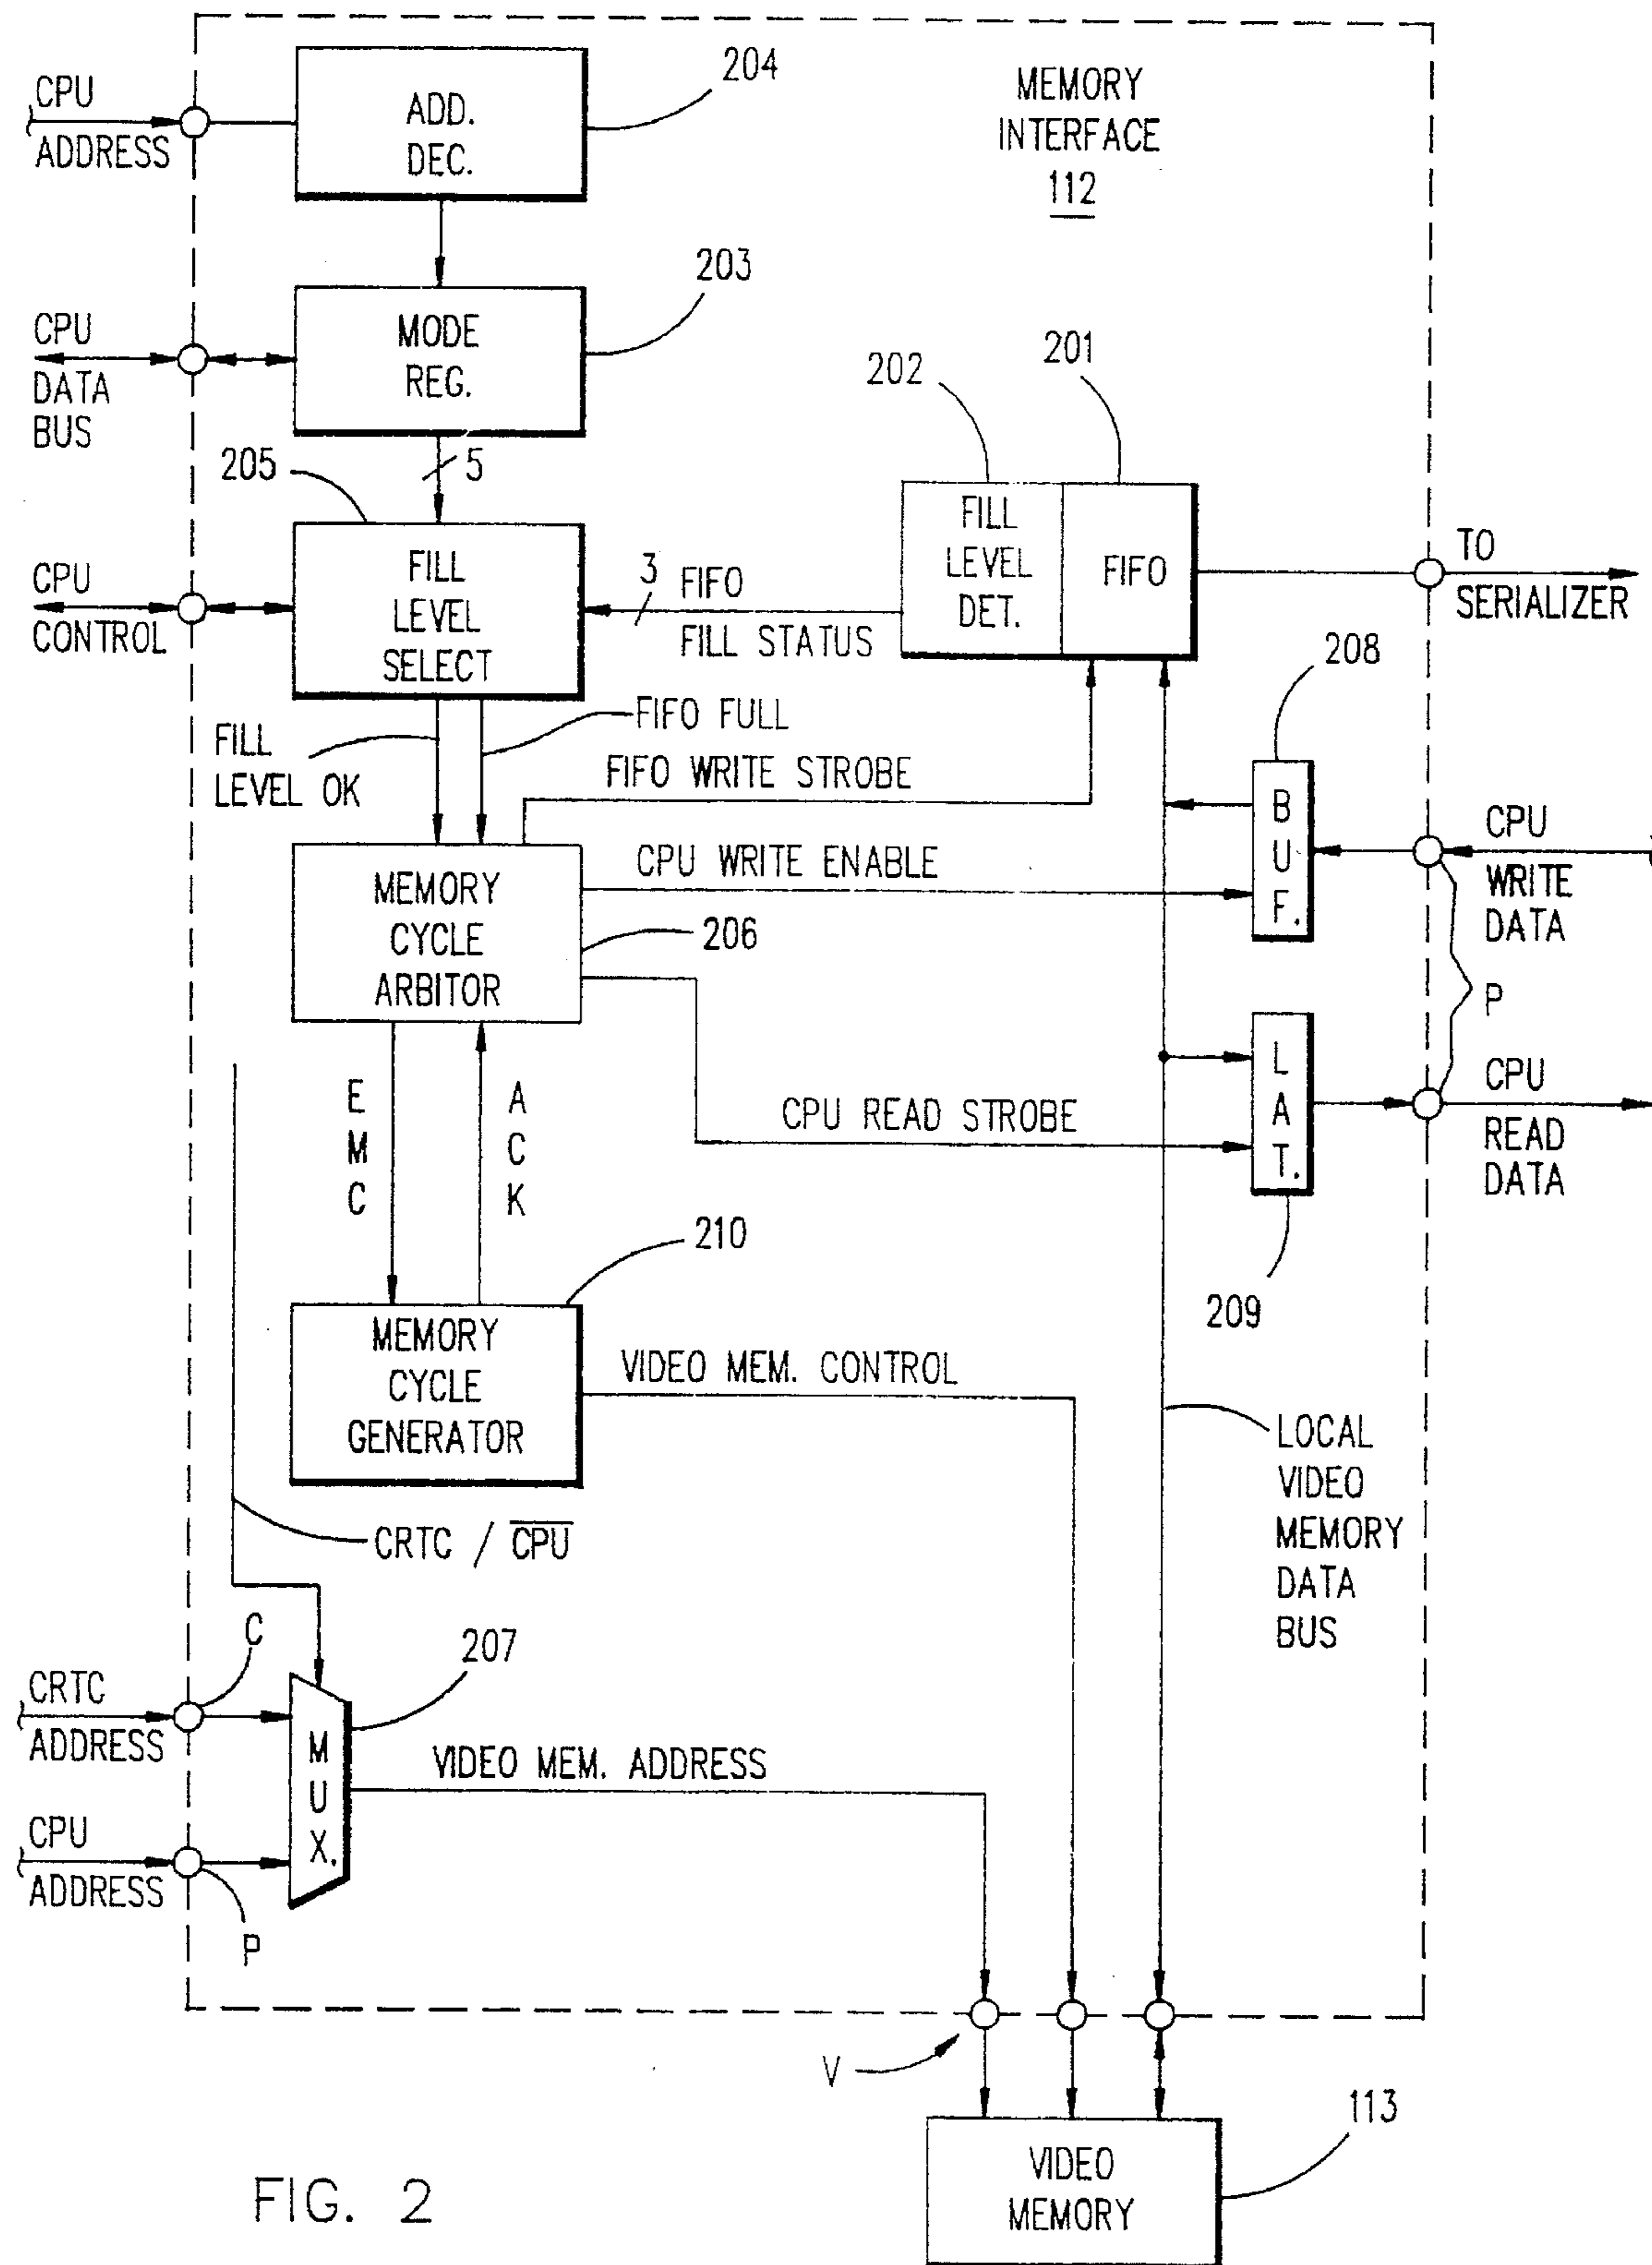 CPU
ADDRESS
ADD.
DEC.
204
MEMORY
INTERFACE
112
203
CPU
DATA
BUS
MODE
REG.
5
205
202
201
CPU
CONTROL
FILL
LEVEL
SELECT
3
FIFO
FILL STATUS
FILL
LEVEL
DET.
FIFO
TO
SERIALIZER
208
FILL
LEVEL OK
FIFO FULL
FIFO WRITE STROBE
CPU WRITE ENABLE
B
U
F.
CPU
WRITE
DATA
MEMORY
CYCLE
ARBITOR
206
P
E
M
C
A
C
K
CPU READ STROBE
L
A
T.
CPU
READ
DATA
209
210
MEMORY
CYCLE
GENERATOR
VIDEO MEM. CONTROL
LOCAL
VIDEO
MEMORY
DATA
BUS
CRTC / CPU
C
207
CRTC
ADDRESS
M
U
X.
VIDEO MEM. ADDRESS
CPU
ADDRESS
P
V
113
VIDEO
MEMORY
FIG. 2